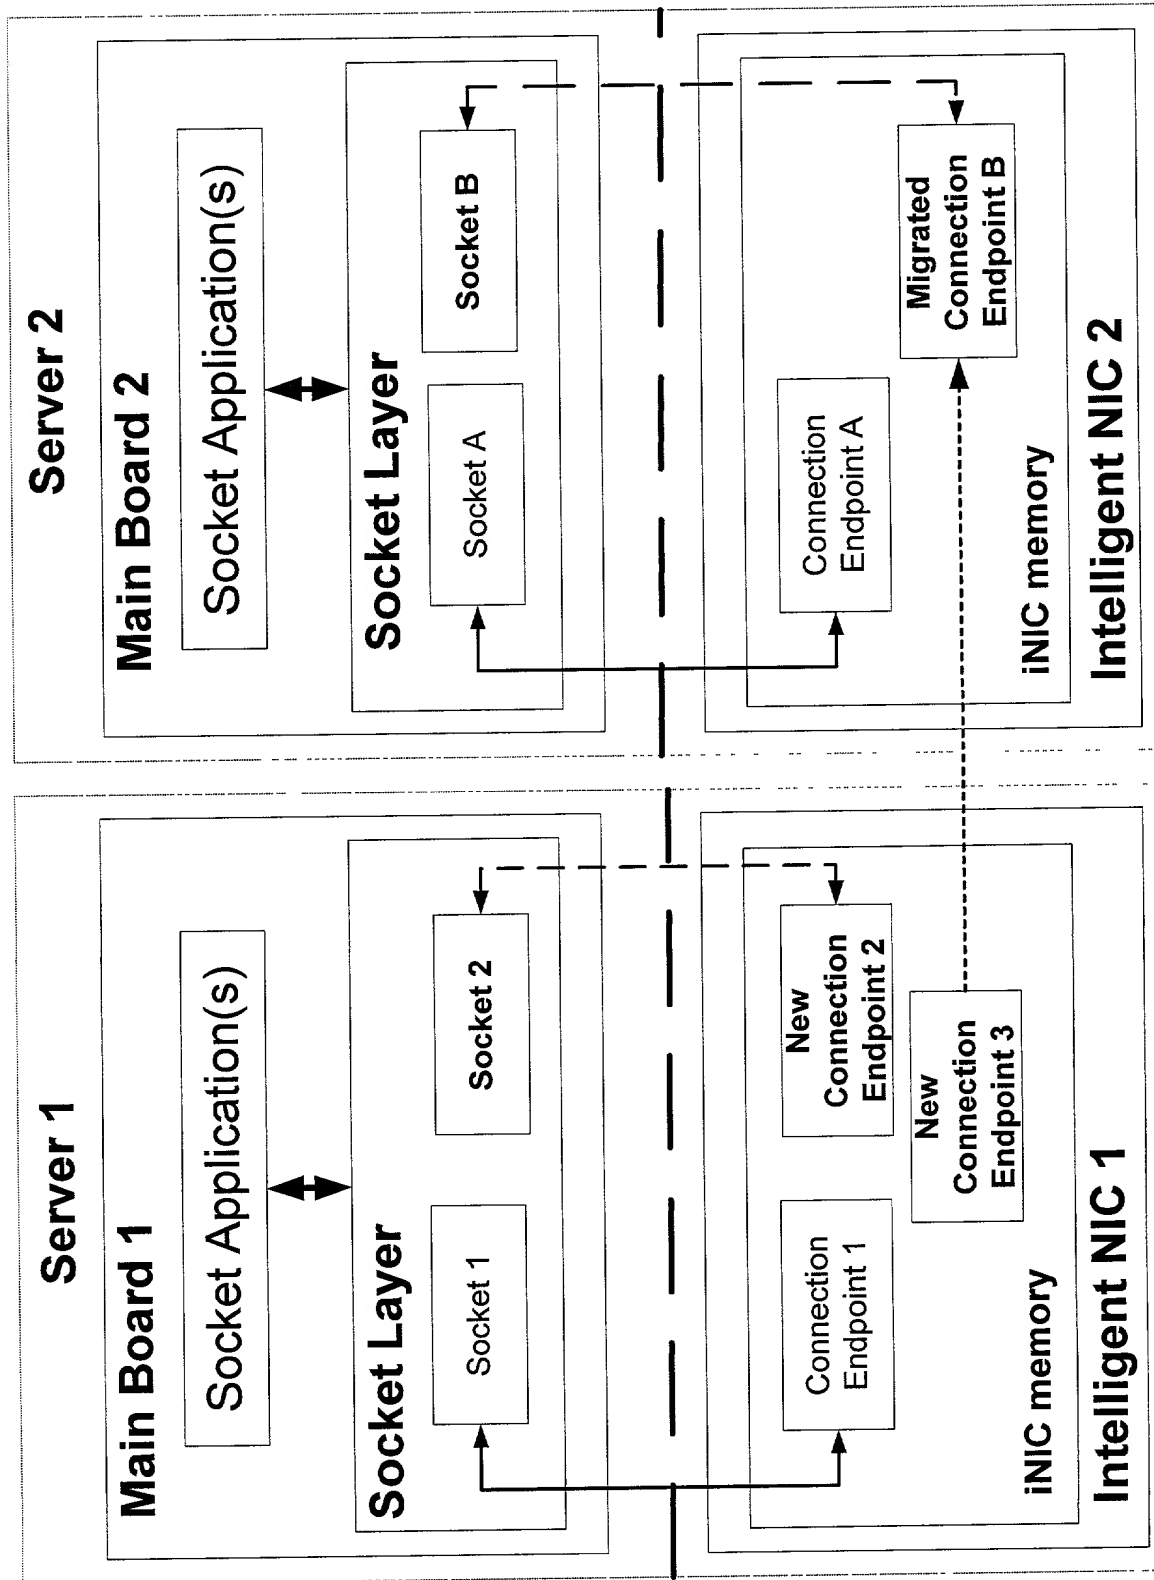 Server 1
Main Board 1
Socket Application(s)
Socket Layer
Socket 1
Socket 2
Connection
Endpoint 1
New
Connection
Endpoint 2
New
Connection
Endpoint 3
iNIC memory
Intelligent NIC 1
Server 2
Main Board 2
Socket Application(s)
Socket Layer
Socket A
Socket B
Connection
Endpoint A
Migrated
Connection
Endpoint B
iNIC memory
Intelligent NIC 2